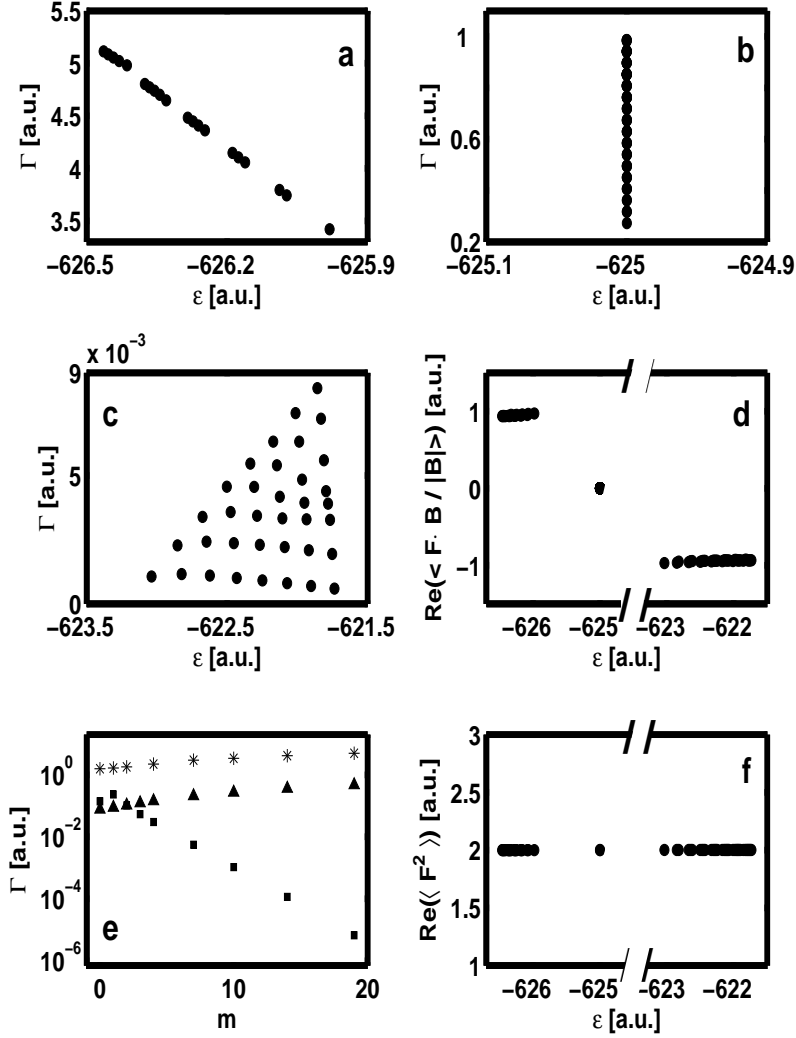 5.5
5
4.5
4
3.5
Γ [a.u.]
a
−626.5
−626.2
−625.9
ε [a.u.]
1
0.6
0.2
Γ [a.u.]
b
−625.1
−625
−624.9
ε [a.u.]
x 10⁻³
9
5
0
Γ [a.u.]
c
−623.5
−622.5
−621.5
ε [a.u.]
1
0
−1
Re(< F· B / |B|>) [a.u.]
d
−626
−625
−623
−622
ε [a.u.]
10⁰
10⁻²
10⁻⁴
10⁻⁶
Γ [a.u.]
e
0
10
20
m
3
2.5
2
1.5
1
Re(⟨ F² ⟩) [a.u.]
f
−626
−625
−623
−622
ε [a.u.]